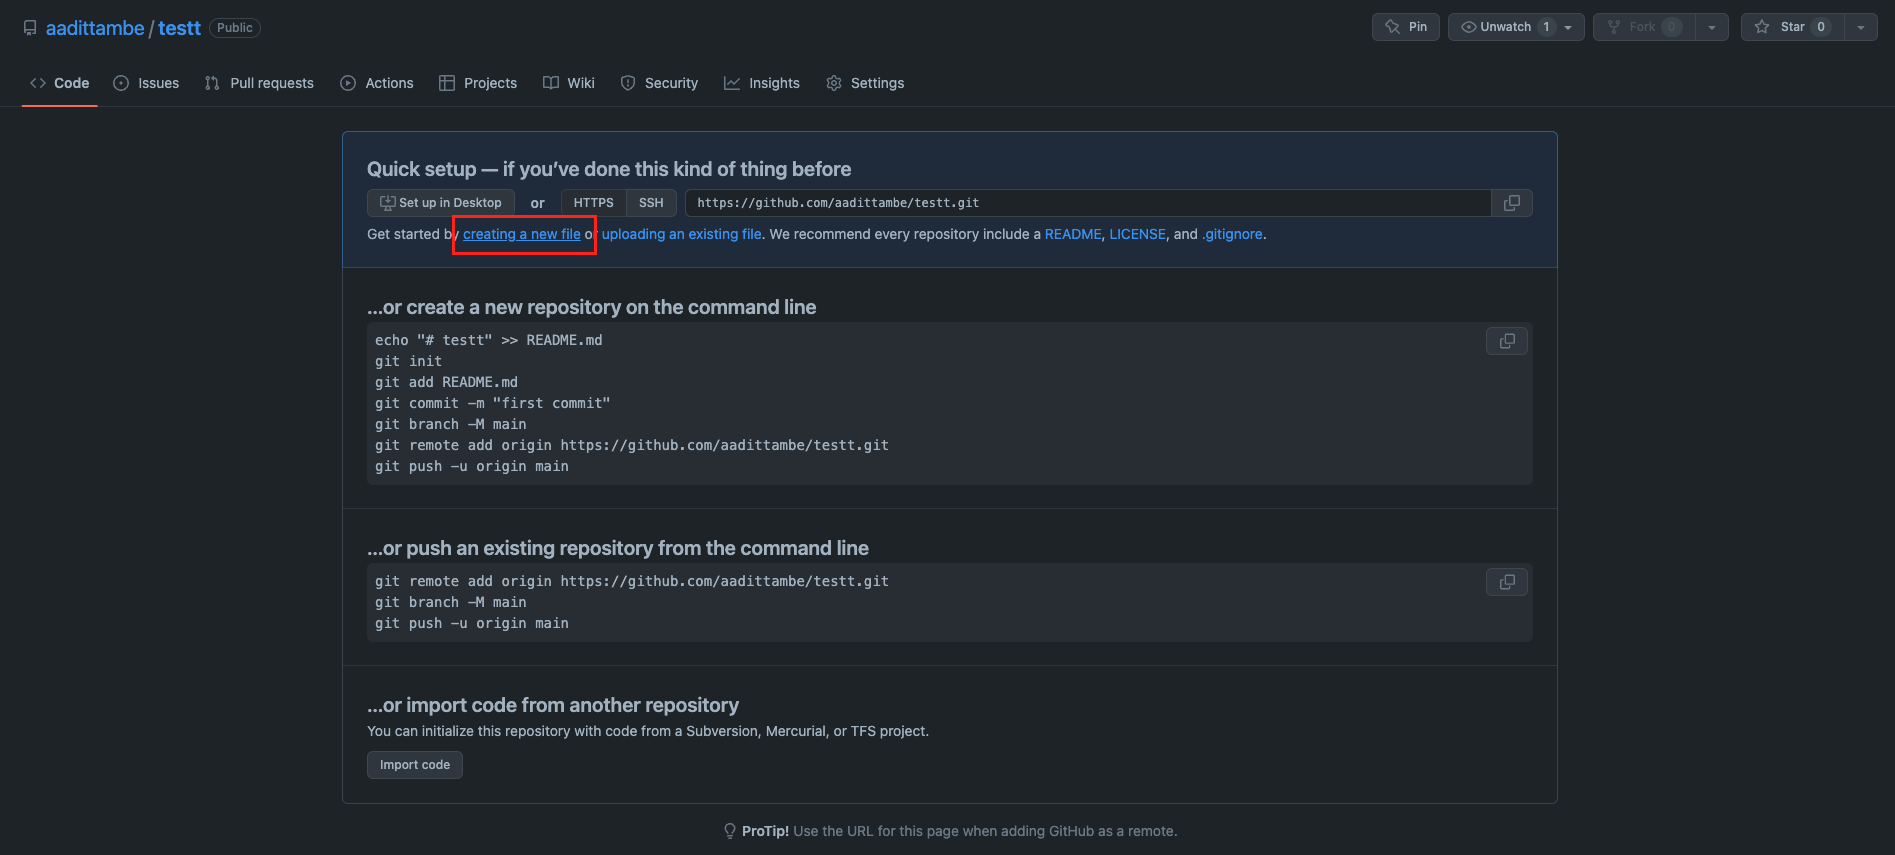 aadittambe / testt Public
Pin Unwatch 1 Fork 0 Star 0
Code Issues Pull requests Actions Projects Wiki Security Insights Settings
Quick setup — if you’ve done this kind of thing before
Set up in Desktop or HTTPS SSH https://github.com/aadittambe/testt.git
Get started by creating a new file or uploading an existing file. We recommend every repository include a README, LICENSE, and .gitignore.
…or create a new repository on the command line
echo "# testt" >> README.md
git init
git add README.md
git commit -m "first commit"
git branch -M main
git remote add origin https://github.com/aadittambe/testt.git
git push -u origin main
…or push an existing repository from the command line
git remote add origin https://github.com/aadittambe/testt.git
git branch -M main
git push -u origin main
…or import code from another repository
You can initialize this repository with code from a Subversion, Mercurial, or TFS project.
Import code
ProTip! Use the URL for this page when adding GitHub as a remote.